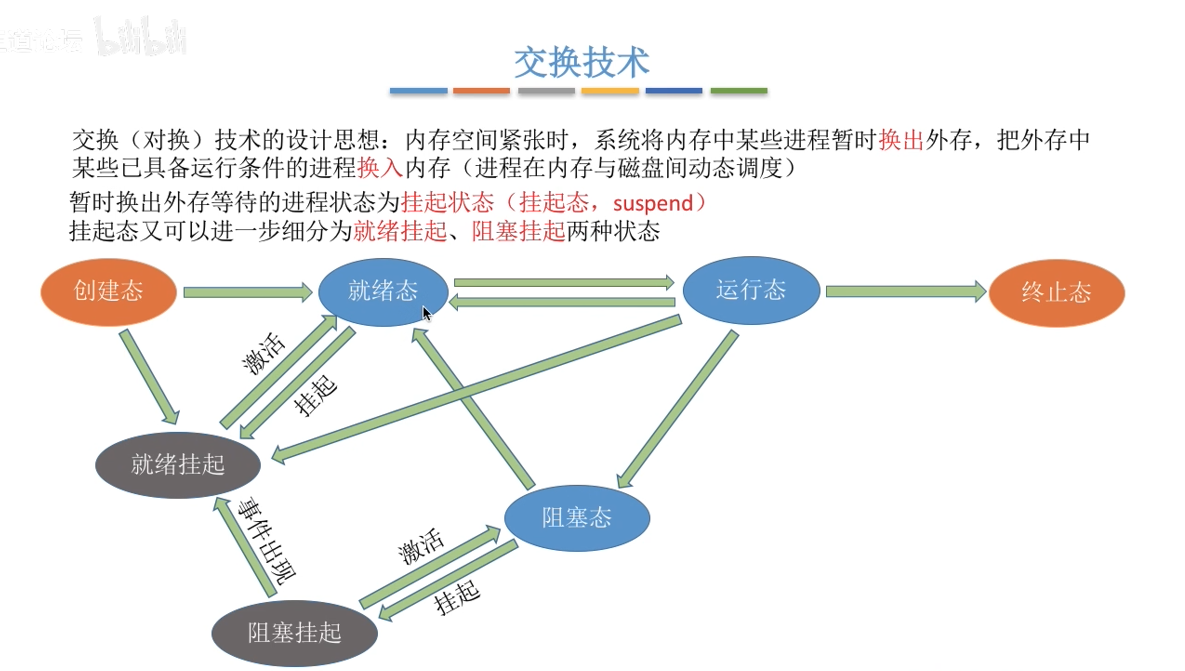 bilibili
交换技术
交换（对换）技术的设计思想：内存空间紧张时，系统将内存中某些进程暂时换出外存，把外存中
某些已具备运行条件的进程换入内存（进程在内存与磁盘间动态调度）
暂时换出外存等待的进程状态为挂起状态（挂起态，suspend）
挂起态又可以进一步细分为就绪挂起、阻塞挂起两种状态
创建态
就绪态
运行态
终止态
激活
挂起
就绪挂起
事件出现
阻塞态
激活
挂起
阻塞挂起